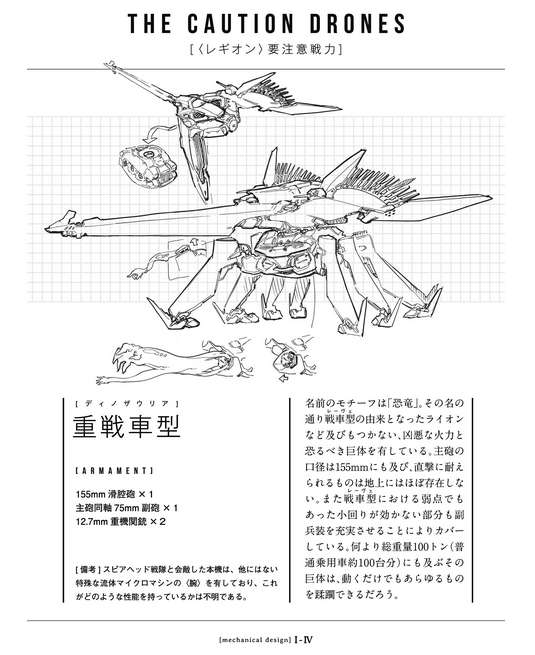 THE CAUTION DRONES
[〈レギオン〉要注意戦力]
[ディノザウリア]
重戦車型
[ARMAMENT]
155mm 滑腔砲 × 1
主砲同軸 75mm 副砲 × 1
12.7mm 重機関銃 × 2
[備考]スピアヘッド戦隊と会敵した本機は、他にはない
特殊な流体マイクロマシンの〈腕〉を有しており、これ
がどのような性能を持っているかは不明である。
名前のモチーフは「恐竜」。その名の
レーヴェ
通り戦車型の由来となったライオン
など及びもつかない、凶悪な火力と
恐るべき巨体を有している。主砲の
口径は155mmにも及び、直撃に耐え
られるものは地上にはほぼ存在しな
レーヴェ
い。また戦車型における弱点でも
あった小回りが効かない部分も副
兵装を充実させることによりカバー
している。何より総重量100トン（普
通乗用車約100台分）にも及ぶその
巨体は、動くだけでもあらゆるもの
を蹂躙できるだろう。
[mechanical design] I-IV